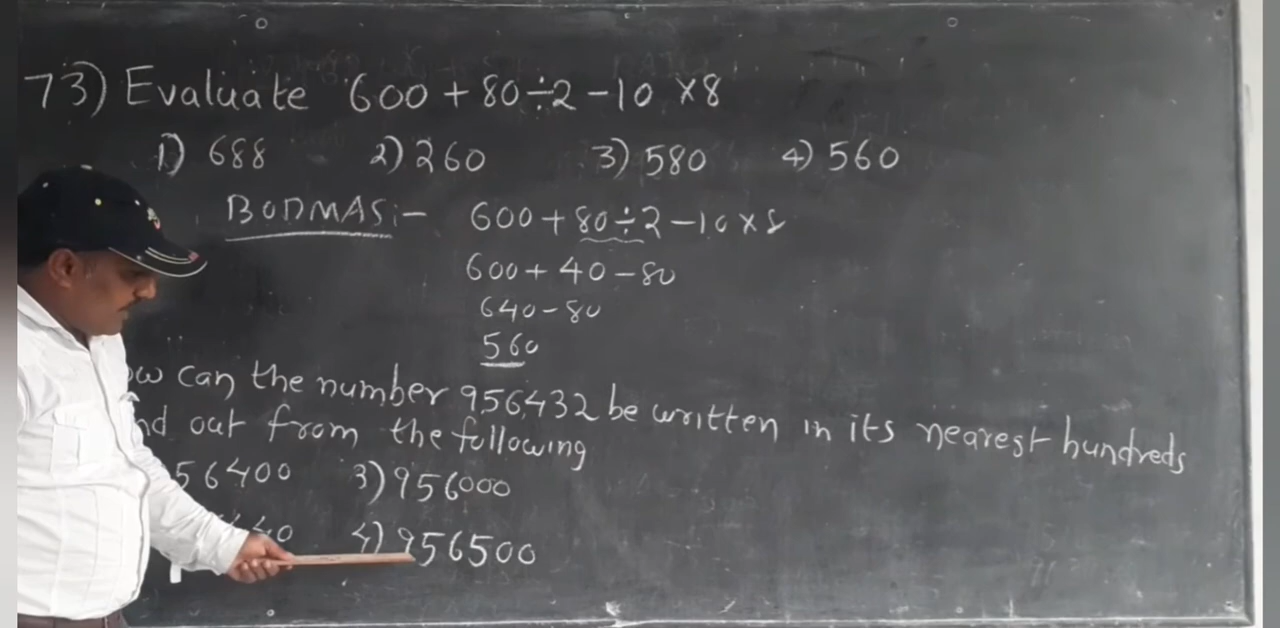 73) Evaluate 600 + 80 ÷ 2 - 10 × 8
1) 688 2) 260 3) 580 4) 560
BODMAS :- 600 + 80 ÷ 2 - 10 × 8
600 + 40 - 80
640 - 80
560
ow can the number 956432 be written in its nearest hundreds
nd out from the following
56400 3) 956000
40 4) 956500